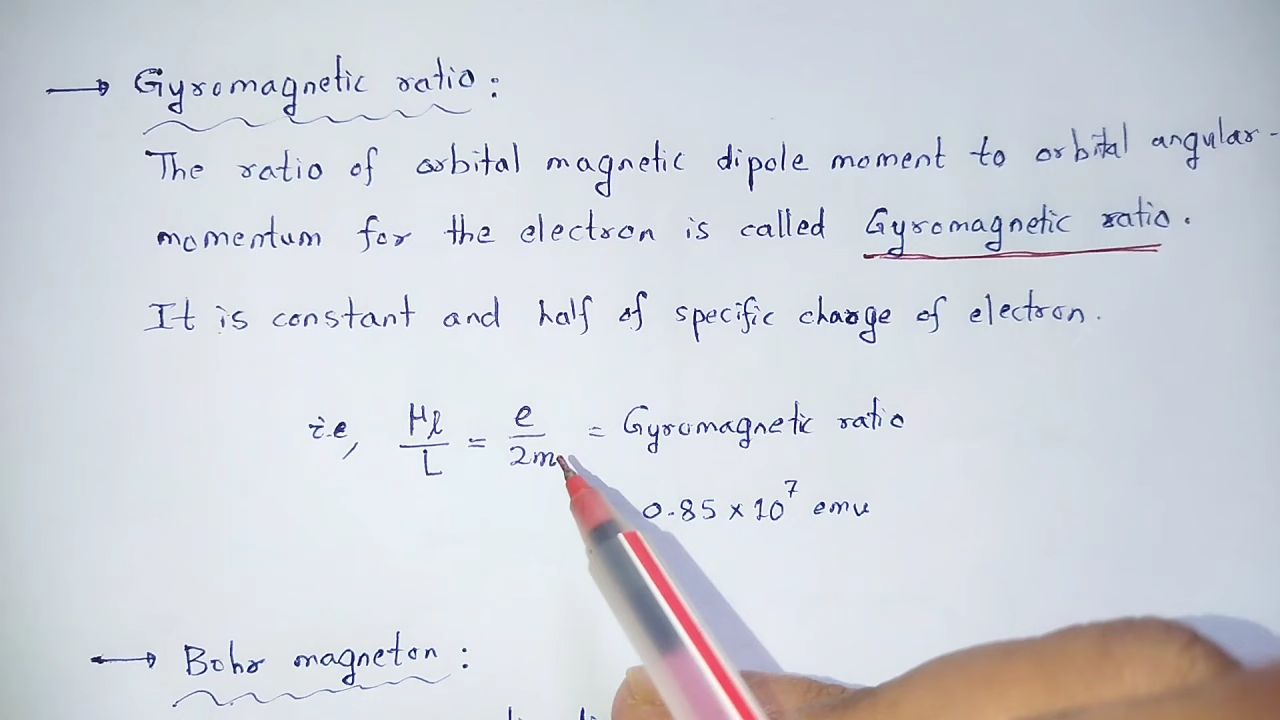 → Gyromagnetic ratio :
The ratio of orbital magnetic dipole moment to orbital angular-
momentum for the electron is called Gyromagnetic ratio.
It is constant and half of specific charge of electron.
i.e, μl/L = e/2m = Gyromagnetic ratio
0.85 × 10^7 emu
→ Bohr magneton :